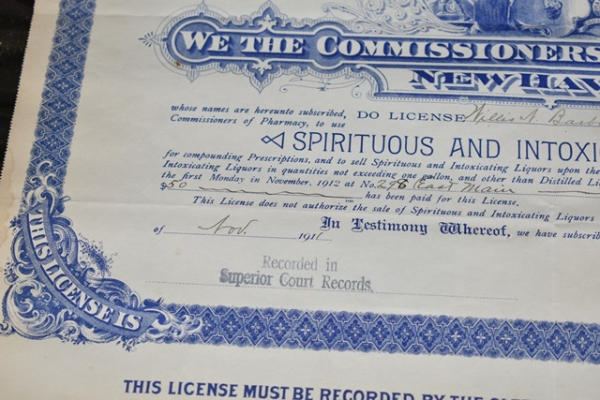 WE THE COMMISSIONERS
NEW HAV
whose names are hereunto subscribed, DO LICENSE Willis N. Barb
Commissioners of Pharmacy, to use
SPIRITUOUS AND INTOXI
for compounding Prescriptions, and to sell Spirituous and Intoxicating Liquors upon the
Intoxicating Liquors in quantities not exceeding one gallon, and other than Distilled Li
the first Monday in November, 1912 at No. 298 East Main
$50 has been paid for this License.
This License does not authorize the sale of Spirituous and Intoxicating Liquors
of Nov. 1911 In Testimony Whereof, we have subscrib
Recorded in
Superior Court Records.
THIS LICENSE IS
THIS LICENSE MUST BE RECORDED BY THE